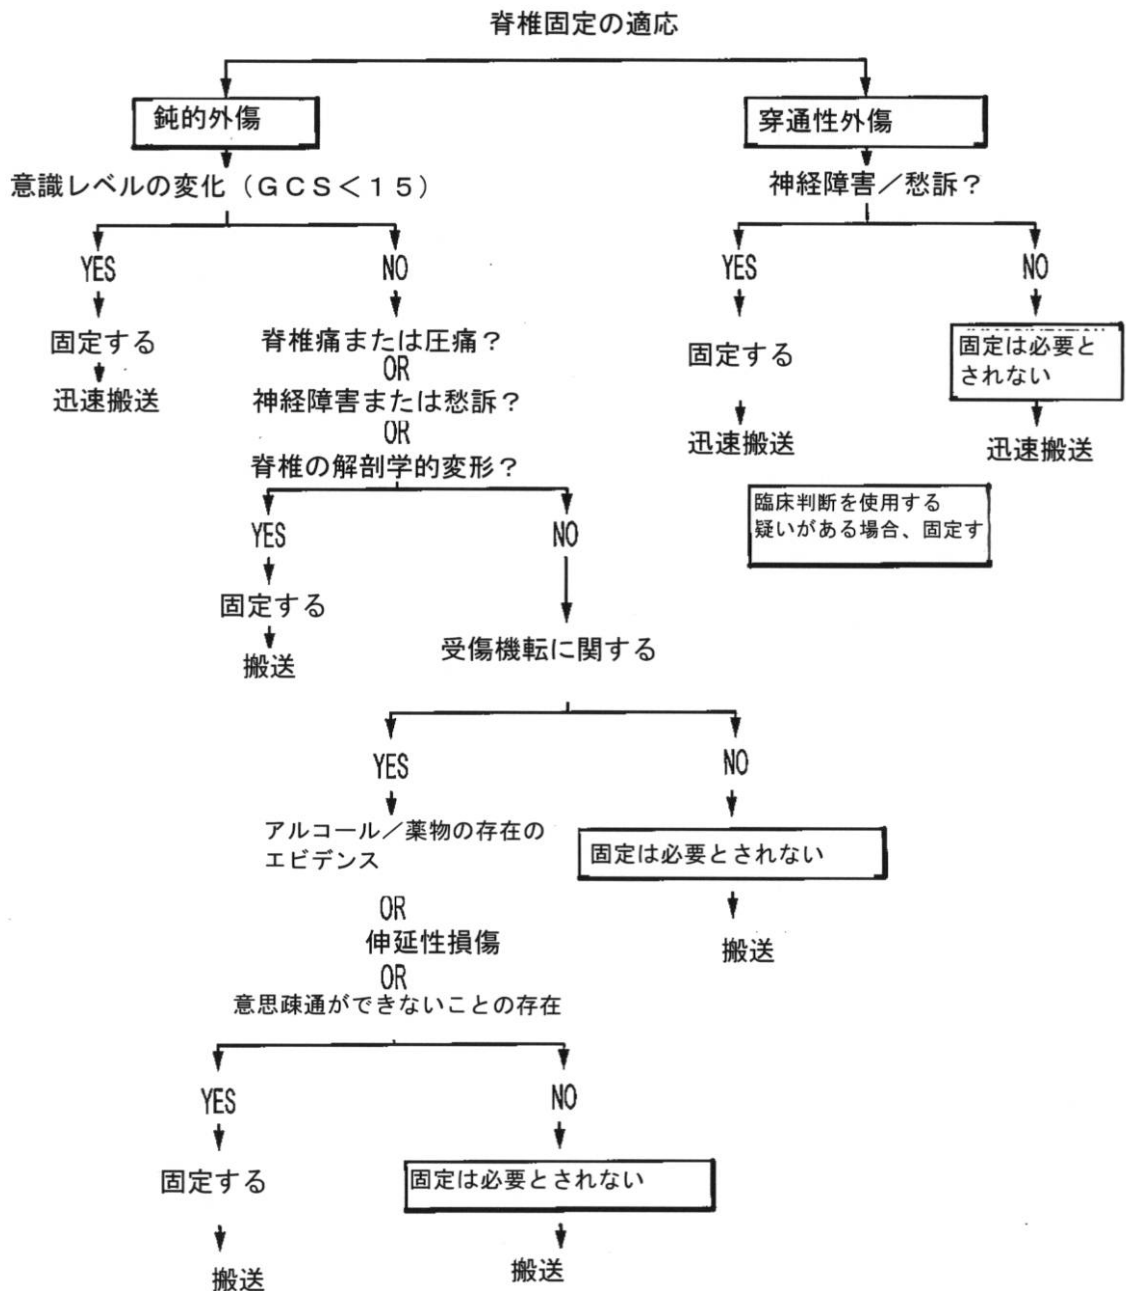 脊椎固定の適応
鈍的外傷
穿通性外傷
意識レベルの変化（GCS＜15）
神経障害／愁訴？
YES
NO
YES
NO
固定する
迅速搬送
脊椎痛または圧痛？
OR
神経障害または愁訴？
OR
脊椎の解剖学的変形？
固定する
迅速搬送
固定は必要と
されない
迅速搬送
臨床判断を使用する
疑いがある場合、固定す
YES
NO
固定する
搬送
受傷機転に関する
YES
NO
アルコール／薬物の存在の
エビデンス
OR
伸延性損傷
OR
意思疎通ができないことの存在
固定は必要とされない
搬送
YES
NO
固定する
搬送
固定は必要とされない
搬送